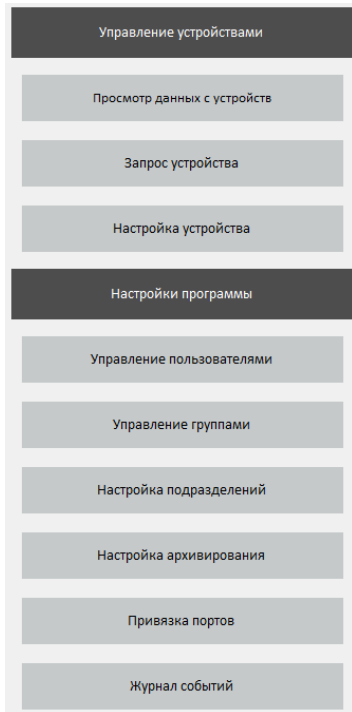 Управление устройствами
Просмотр данных с устройств
Запрос устройства
Настройка устройства
Настройки программы
Управление пользователями
Управление группами
Настройка подразделений
Настройка архивирования
Привязка портов
Журнал событий